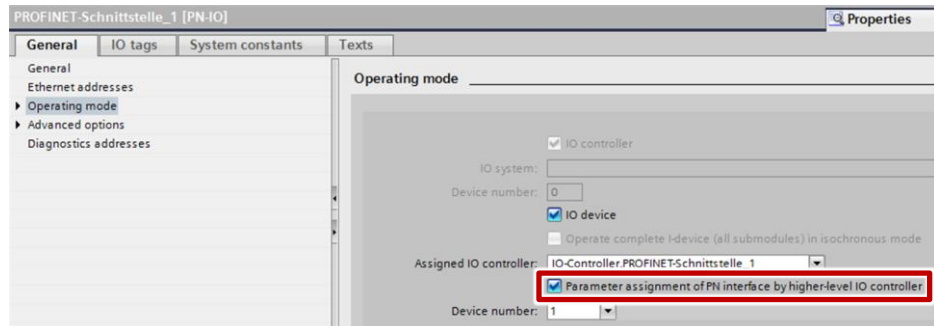 PROFINET-Schnittstelle_1 [PN-IO]
Properties
General IO tags System constants Texts
General
Ethernet addresses
Operating mode
Advanced options
Diagnostics addresses
Operating mode
IO controller
IO system:
Device number: 0
IO device
Operate complete I-device (all submodules) in isochronous mode
Assigned IO controller: IO-Controller.PROFINET-Schnittstelle_1
Parameter assignment of PN interface by higher-level IO controller
Device number: 1